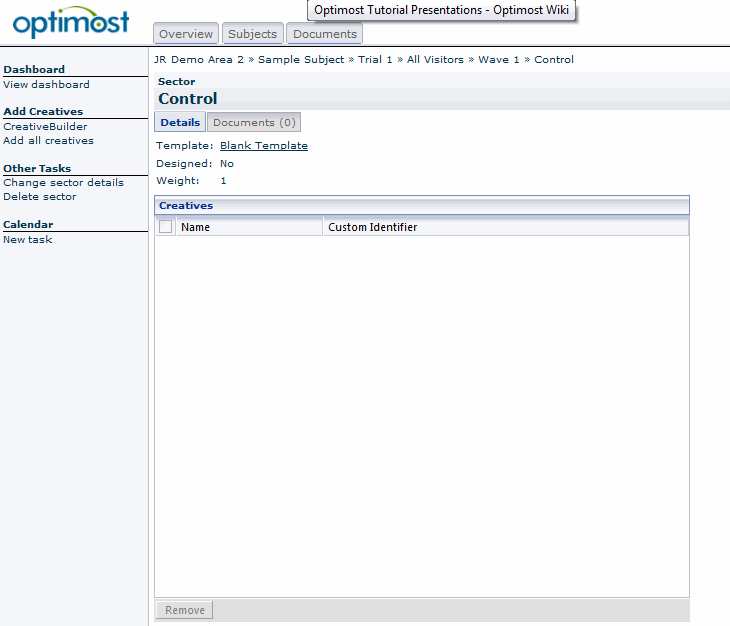 optimost
Optimost Tutorial Presentations - Optimost Wiki
Overview Subjects Documents
JR Demo Area 2 » Sample Subject » Trial 1 » All Visitors » Wave 1 » Control
Dashboard
View dashboard
Add Creatives
CreativeBuilder
Add all creatives
Other Tasks
Change sector details
Delete sector
Calendar
New task
Sector
Control
Details Documents (0)
Template: Blank Template
Designed: No
Weight: 1
Creatives
Name Custom Identifier
Remove